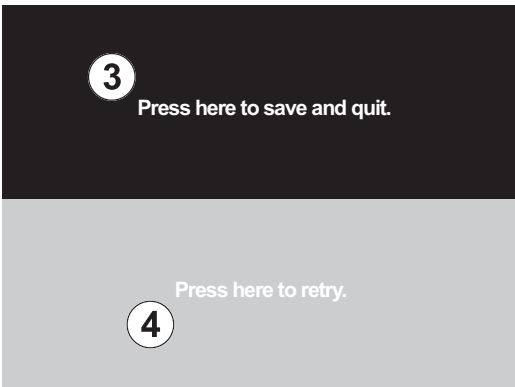 3
Press here to save and quit.
Press here to retry.
4